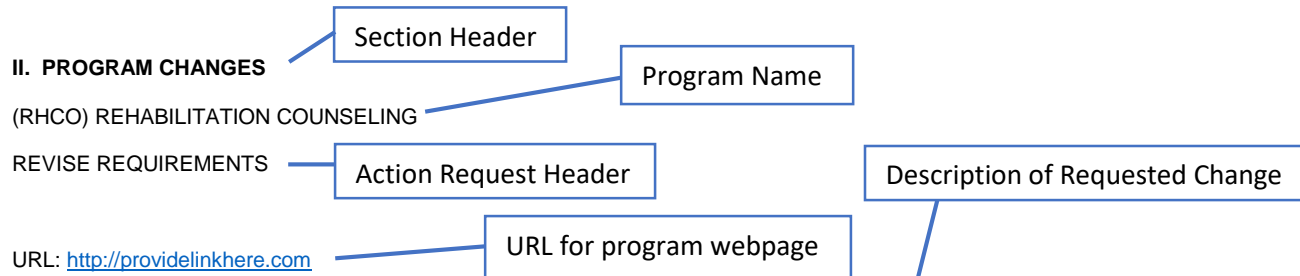 Section Header
II. PROGRAM CHANGES
Program Name
(RHCO) REHABILITATION COUNSELING
REVISE REQUIREMENTS
Action Request Header
Description of Requested Change
URL for program webpage
URL: http://providelinkhere.com